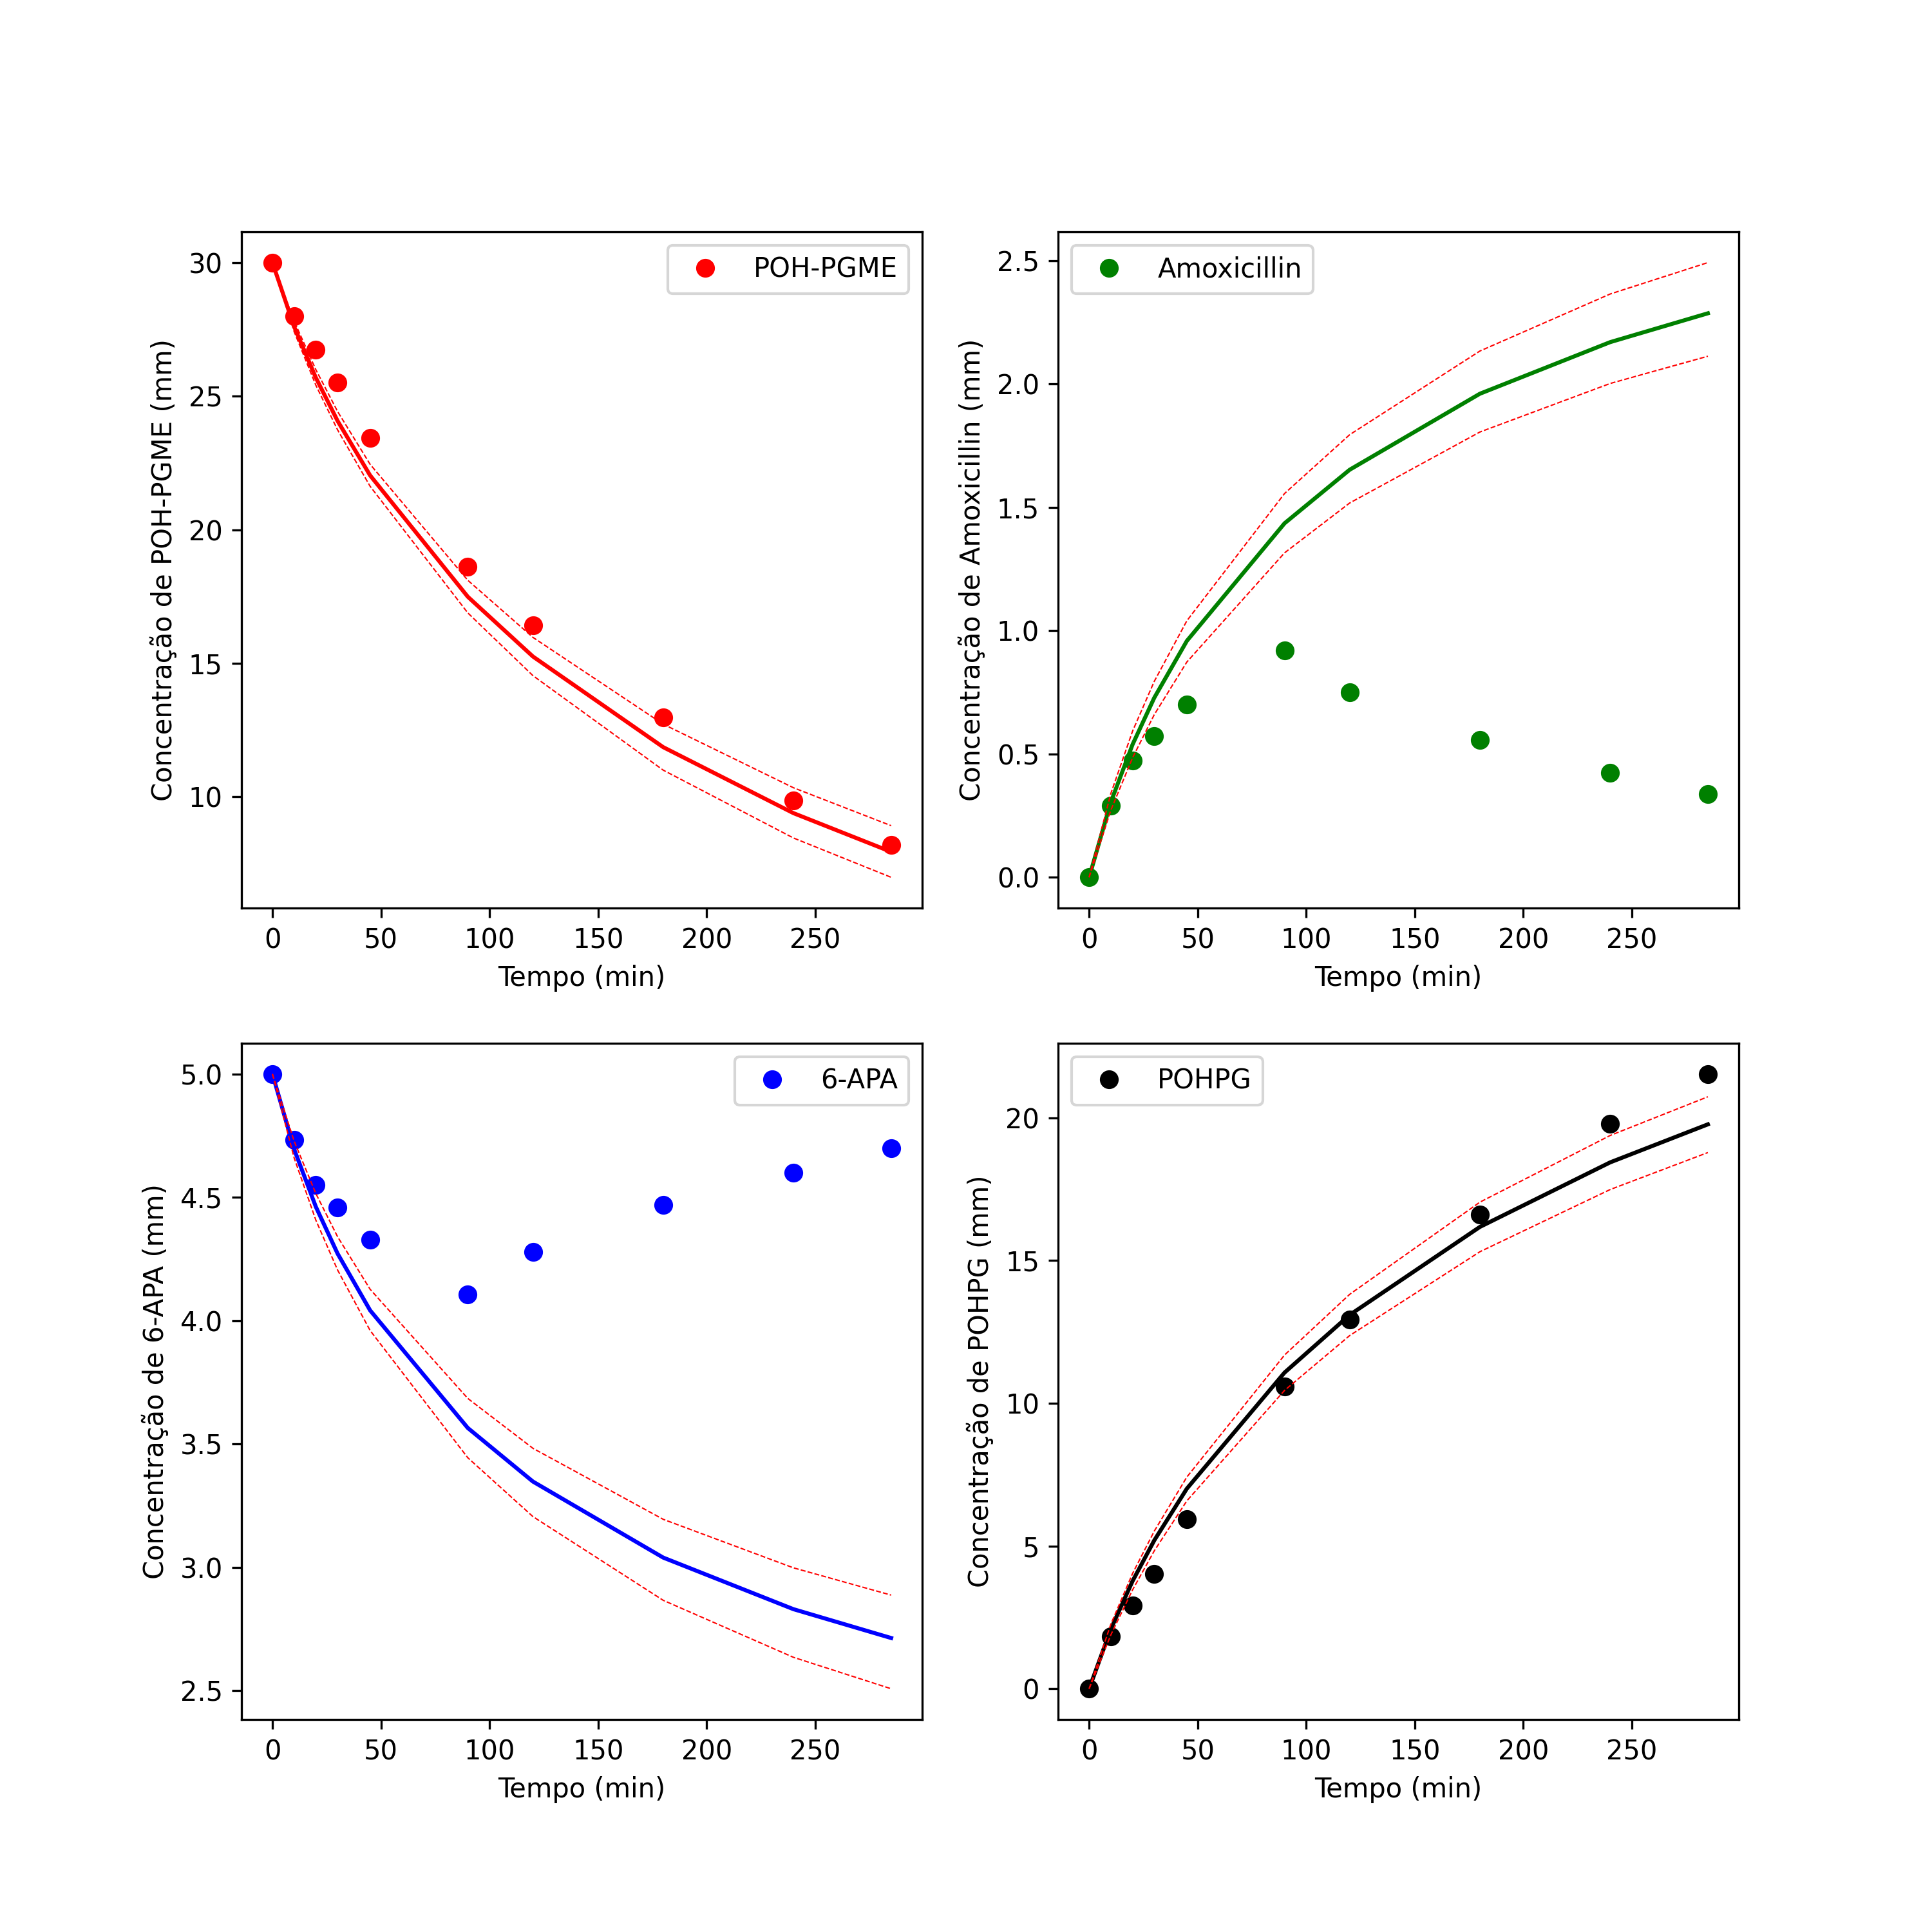 POH-PGME
30
25
20
15
10
Concentração de POH-PGME (mm)
0 50 100 150 200 250
Tempo (min)
Amoxicillin
2.5
2.0
1.5
1.0
0.5
0.0
Concentração de Amoxicillin (mm)
0 50 100 150 200 250
Tempo (min)
6-APA
5.0
4.5
4.0
3.5
3.0
2.5
Concentração de 6-APA (mm)
0 50 100 150 200 250
Tempo (min)
POHPG
20
15
10
5
0
Concentração de POHPG (mm)
0 50 100 150 200 250
Tempo (min)